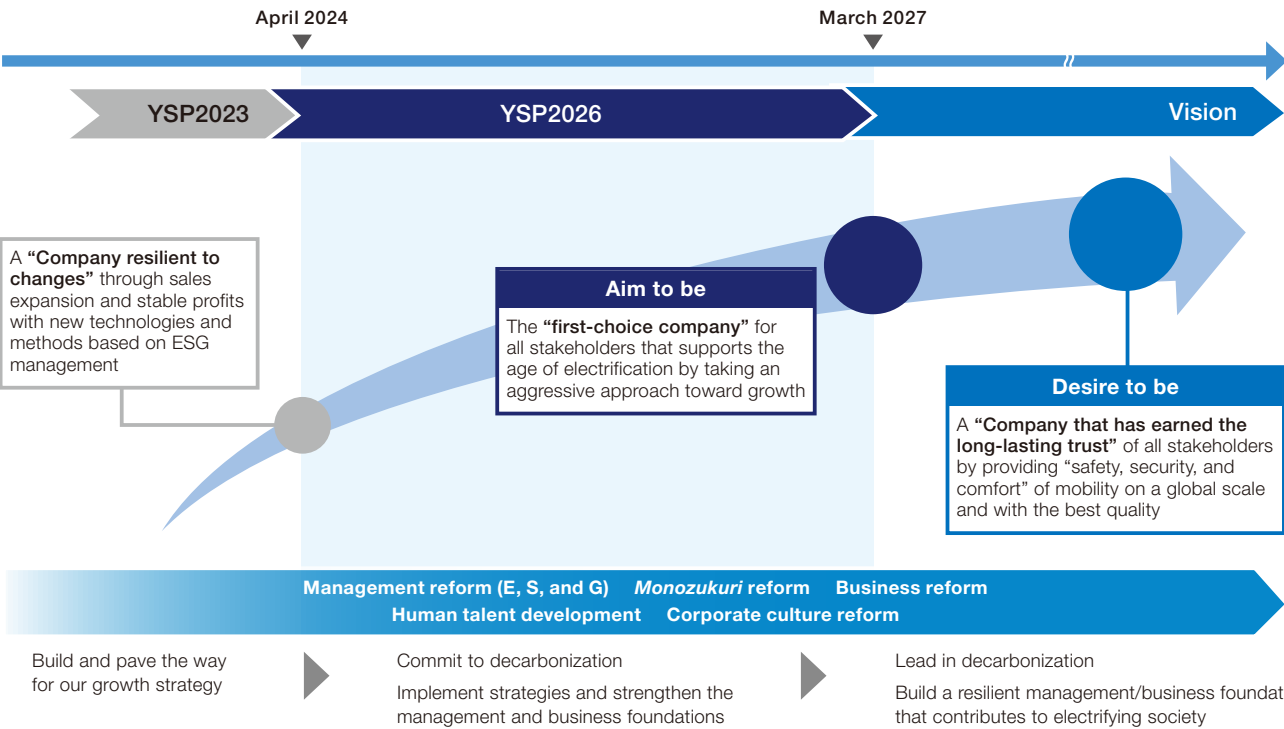 April 2024
March 2027
YSP2023
YSP2026
Vision
A “Company resilient to
changes” through sales
expansion and stable profits
with new technologies and
methods based on ESG
management
Aim to be
The “first-choice company” for
all stakeholders that supports the
age of electrification by taking an
aggressive approach toward growth
Desire to be
A “Company that has earned the
long-lasting trust” of all stakeholders
by providing “safety, security, and
comfort” of mobility on a global scale
and with the best quality
Management reform (E, S, and G) Monozukuri reform Business reform
Human talent development Corporate culture reform
Build and pave the way
for our growth strategy
Commit to decarbonization
Implement strategies and strengthen the
management and business foundations
Lead in decarbonization
Build a resilient management/business foundat
that contributes to electrifying society